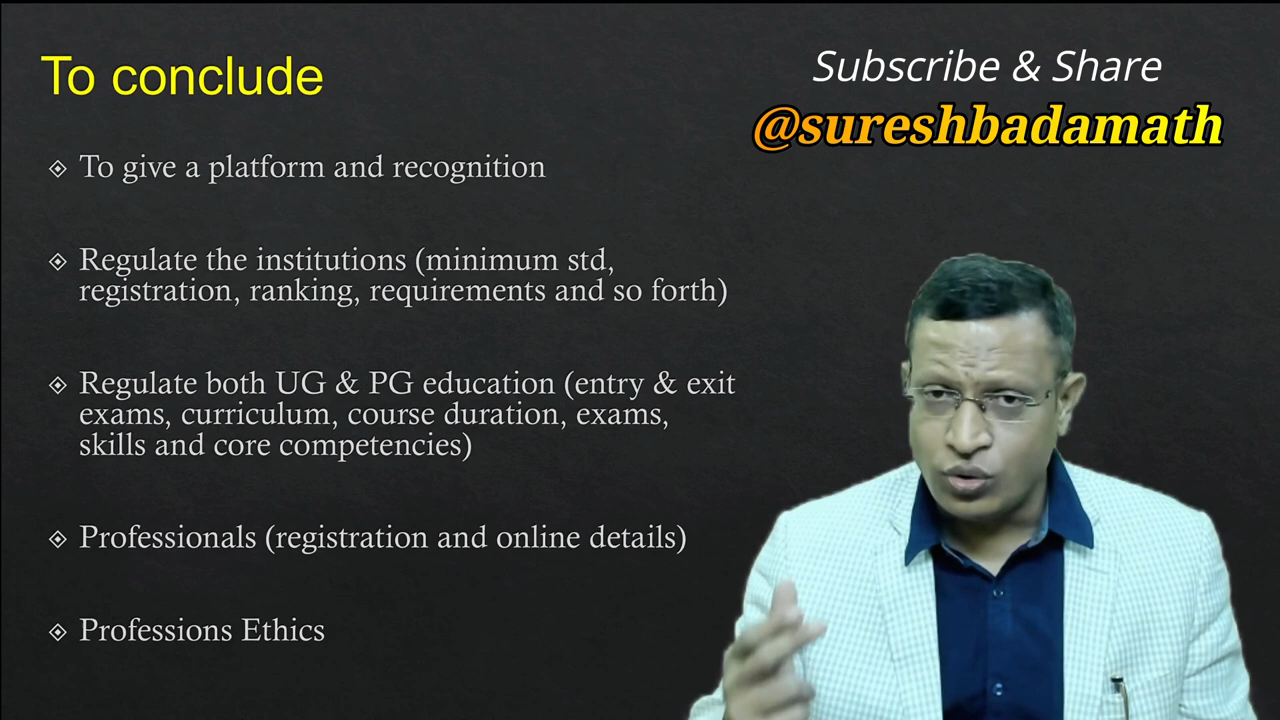 To conclude
Subscribe & Share
@sureshbadamath
To give a platform and recognition
Regulate the institutions (minimum std,
registration, ranking, requirements and so forth)
Regulate both UG & PG education (entry & exit
exams, curriculum, course duration, exams,
skills and core competencies)
Professionals (registration and online details)
Professions Ethics